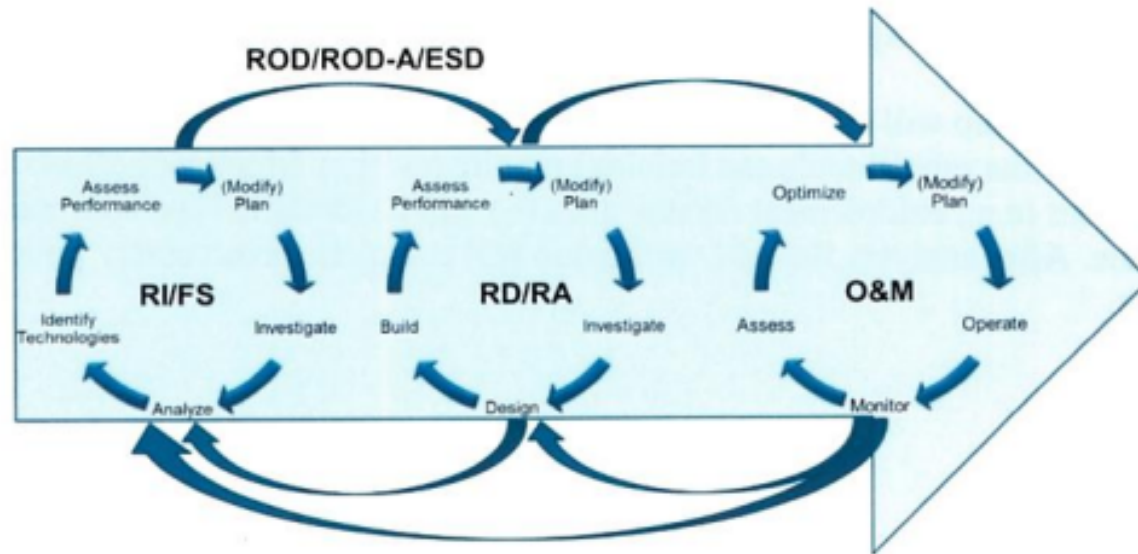 ROD/ROD-A/ESD
Assess
Performance
(Modify)
Plan
Investigate
Analyze
Identify
Technologies
RI/FS
Assess
Performance
(Modify)
Plan
Investigate
Design
Build
RD/RA
Optimize
(Modify)
Plan
Operate
Monitor
Assess
O&M